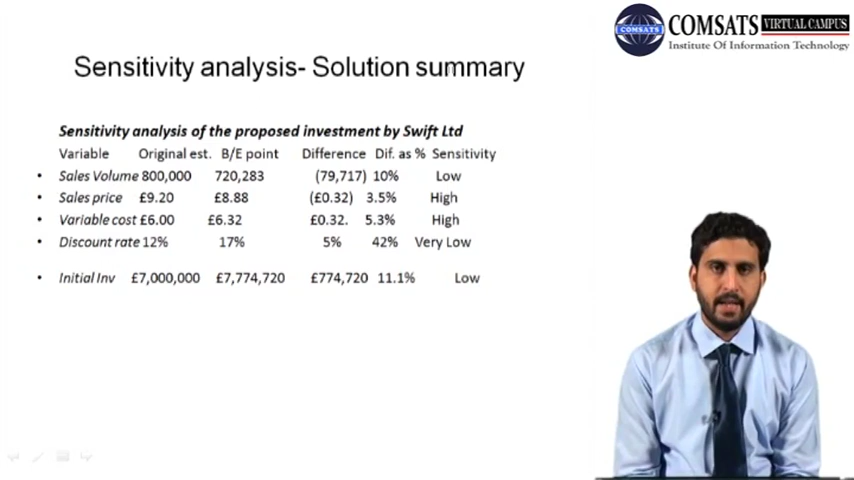 COMSATS VIRTUAL CAMPUS
COMSATS
Institute Of Information Technology
Sensitivity analysis- Solution summary
Sensitivity analysis of the proposed investment by Swift Ltd
Variable Original est. B/E point Difference Dif. as % Sensitivity
• Sales Volume 800,000 720,283 (79,717) 10% Low
• Sales price £9.20 £8.88 (£0.32) 3.5% High
• Variable cost £6.00 £6.32 £0.32. 5.3% High
• Discount rate 12% 17% 5% 42% Very Low
• Initial Inv £7,000,000 £7,774,720 £774,720 11.1% Low